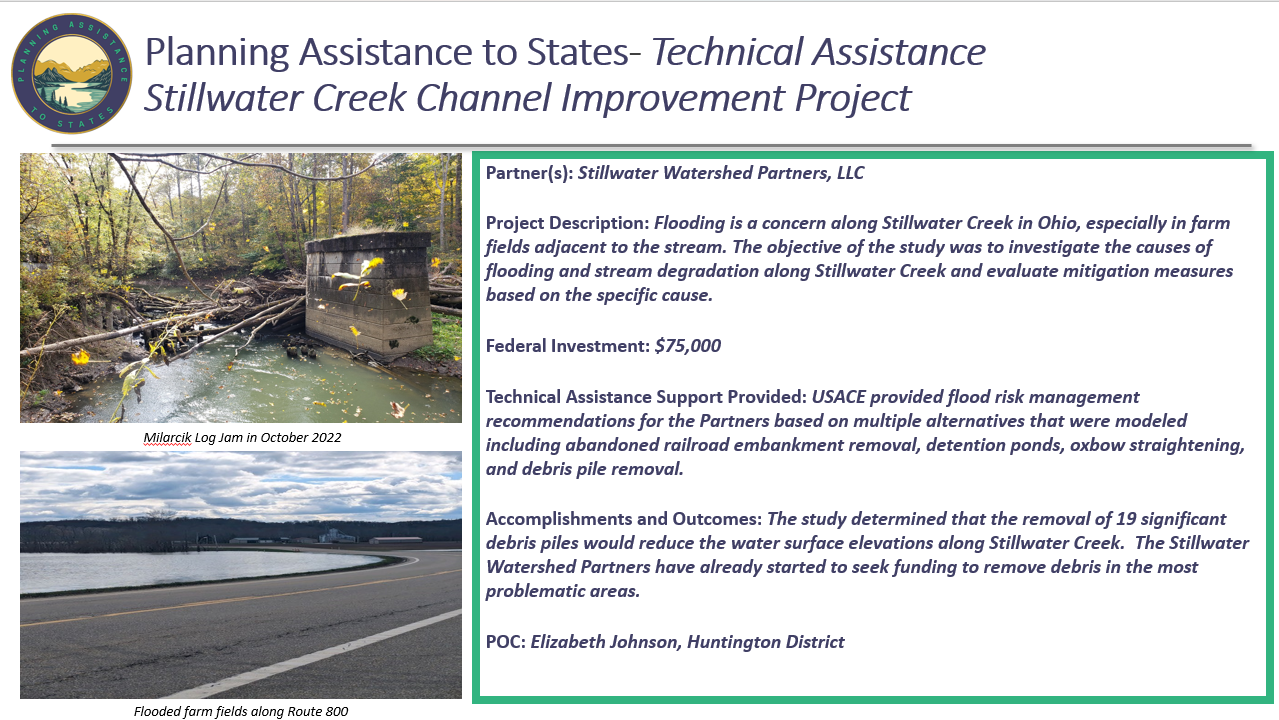 PLANNING ASSISTANCE
TO STATES
Planning Assistance to States- Technical Assistance
Stillwater Creek Channel Improvement Project
Milarcik Log Jam in October 2022
Flooded farm fields along Route 800
Partner(s): Stillwater Watershed Partners, LLC
Project Description: Flooding is a concern along Stillwater Creek in Ohio, especially in farm
fields adjacent to the stream. The objective of the study was to investigate the causes of
flooding and stream degradation along Stillwater Creek and evaluate mitigation measures
based on the specific cause.
Federal Investment: $75,000
Technical Assistance Support Provided: USACE provided flood risk management
recommendations for the Partners based on multiple alternatives that were modeled
including abandoned railroad embankment removal, detention ponds, oxbow straightening,
and debris pile removal.
Accomplishments and Outcomes: The study determined that the removal of 19 significant
debris piles would reduce the water surface elevations along Stillwater Creek.  The Stillwater
Watershed Partners have already started to seek funding to remove debris in the most
problematic areas.
POC: Elizabeth Johnson, Huntington District